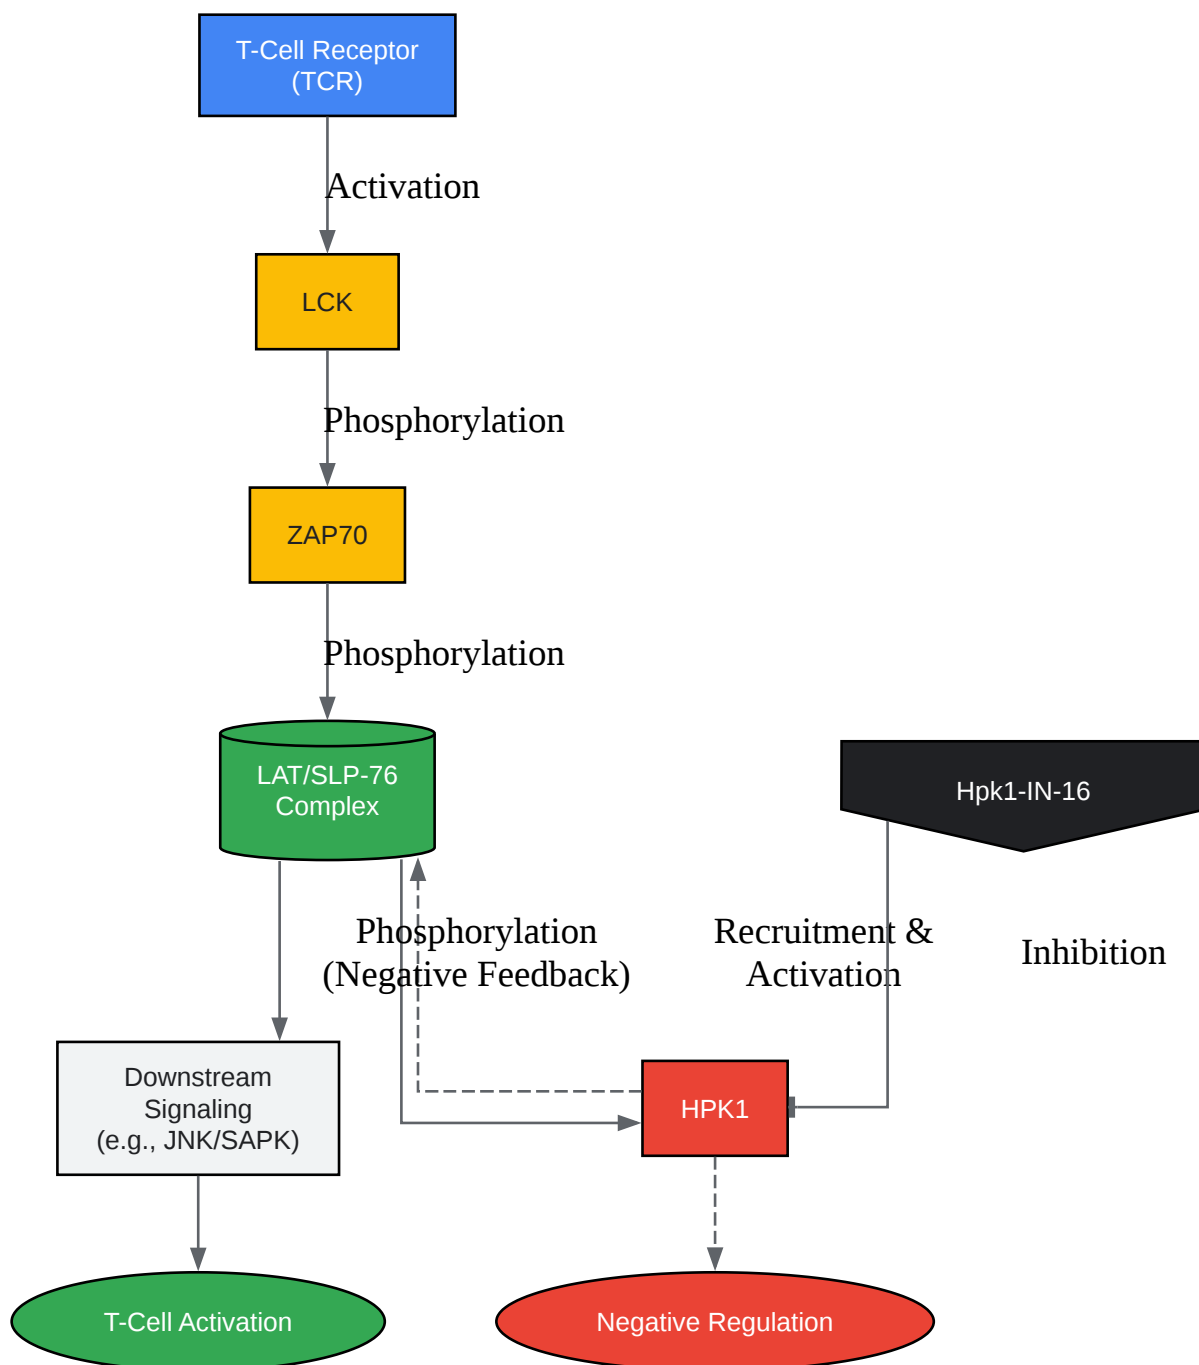 T-Cell Receptor
(TCR)
Activation
LCK
Phosphorylation
ZAP70
Phosphorylation
LAT/SLP-76
Complex
Hpk1-IN-16
Phosphorylation
(Negative Feedback)
Recruitment &
Activation
Inhibition
Downstream
Signaling
(e.g., JNK/SAPK)
HPK1
T-Cell Activation
Negative Regulation